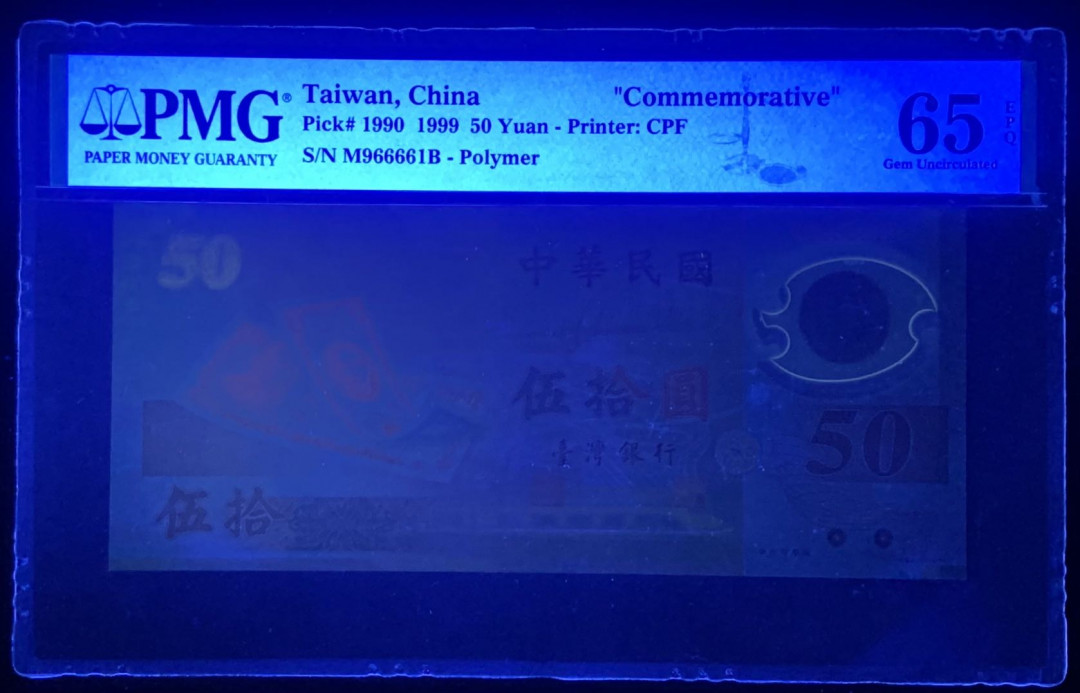 PMG®
PAPER MONEY GUARANTY
Taiwan, China "Commemorative"
Pick# 1990 1999 50 Yuan - Printer: CPF
S/N M966661B - Polymer
65
EPQ
Gem Uncirculated
50
中華民國
伍拾圓
臺灣銀行
50
伍拾